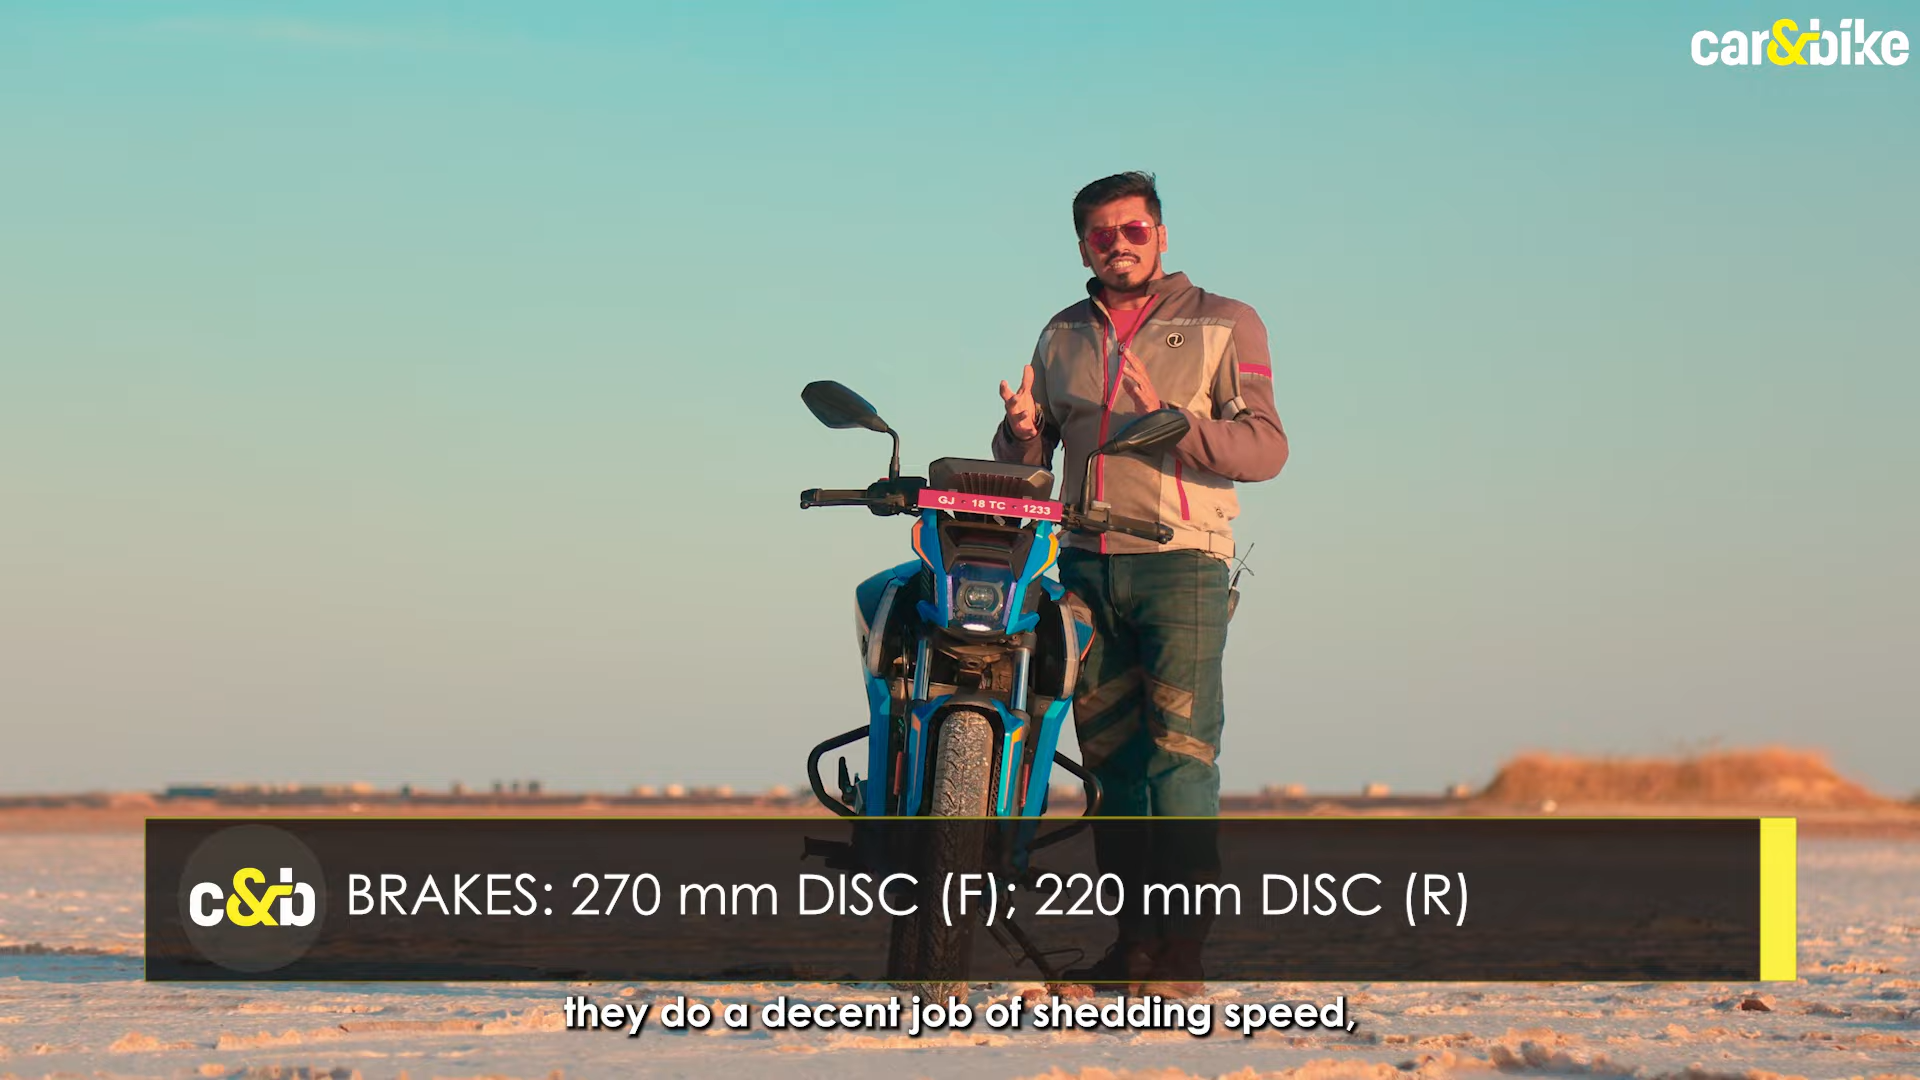 car&bike
GJ 18 TC 1233
c&b BRAKES: 270 mm DISC (F); 220 mm DISC (R)
they do a decent job of shedding speed,